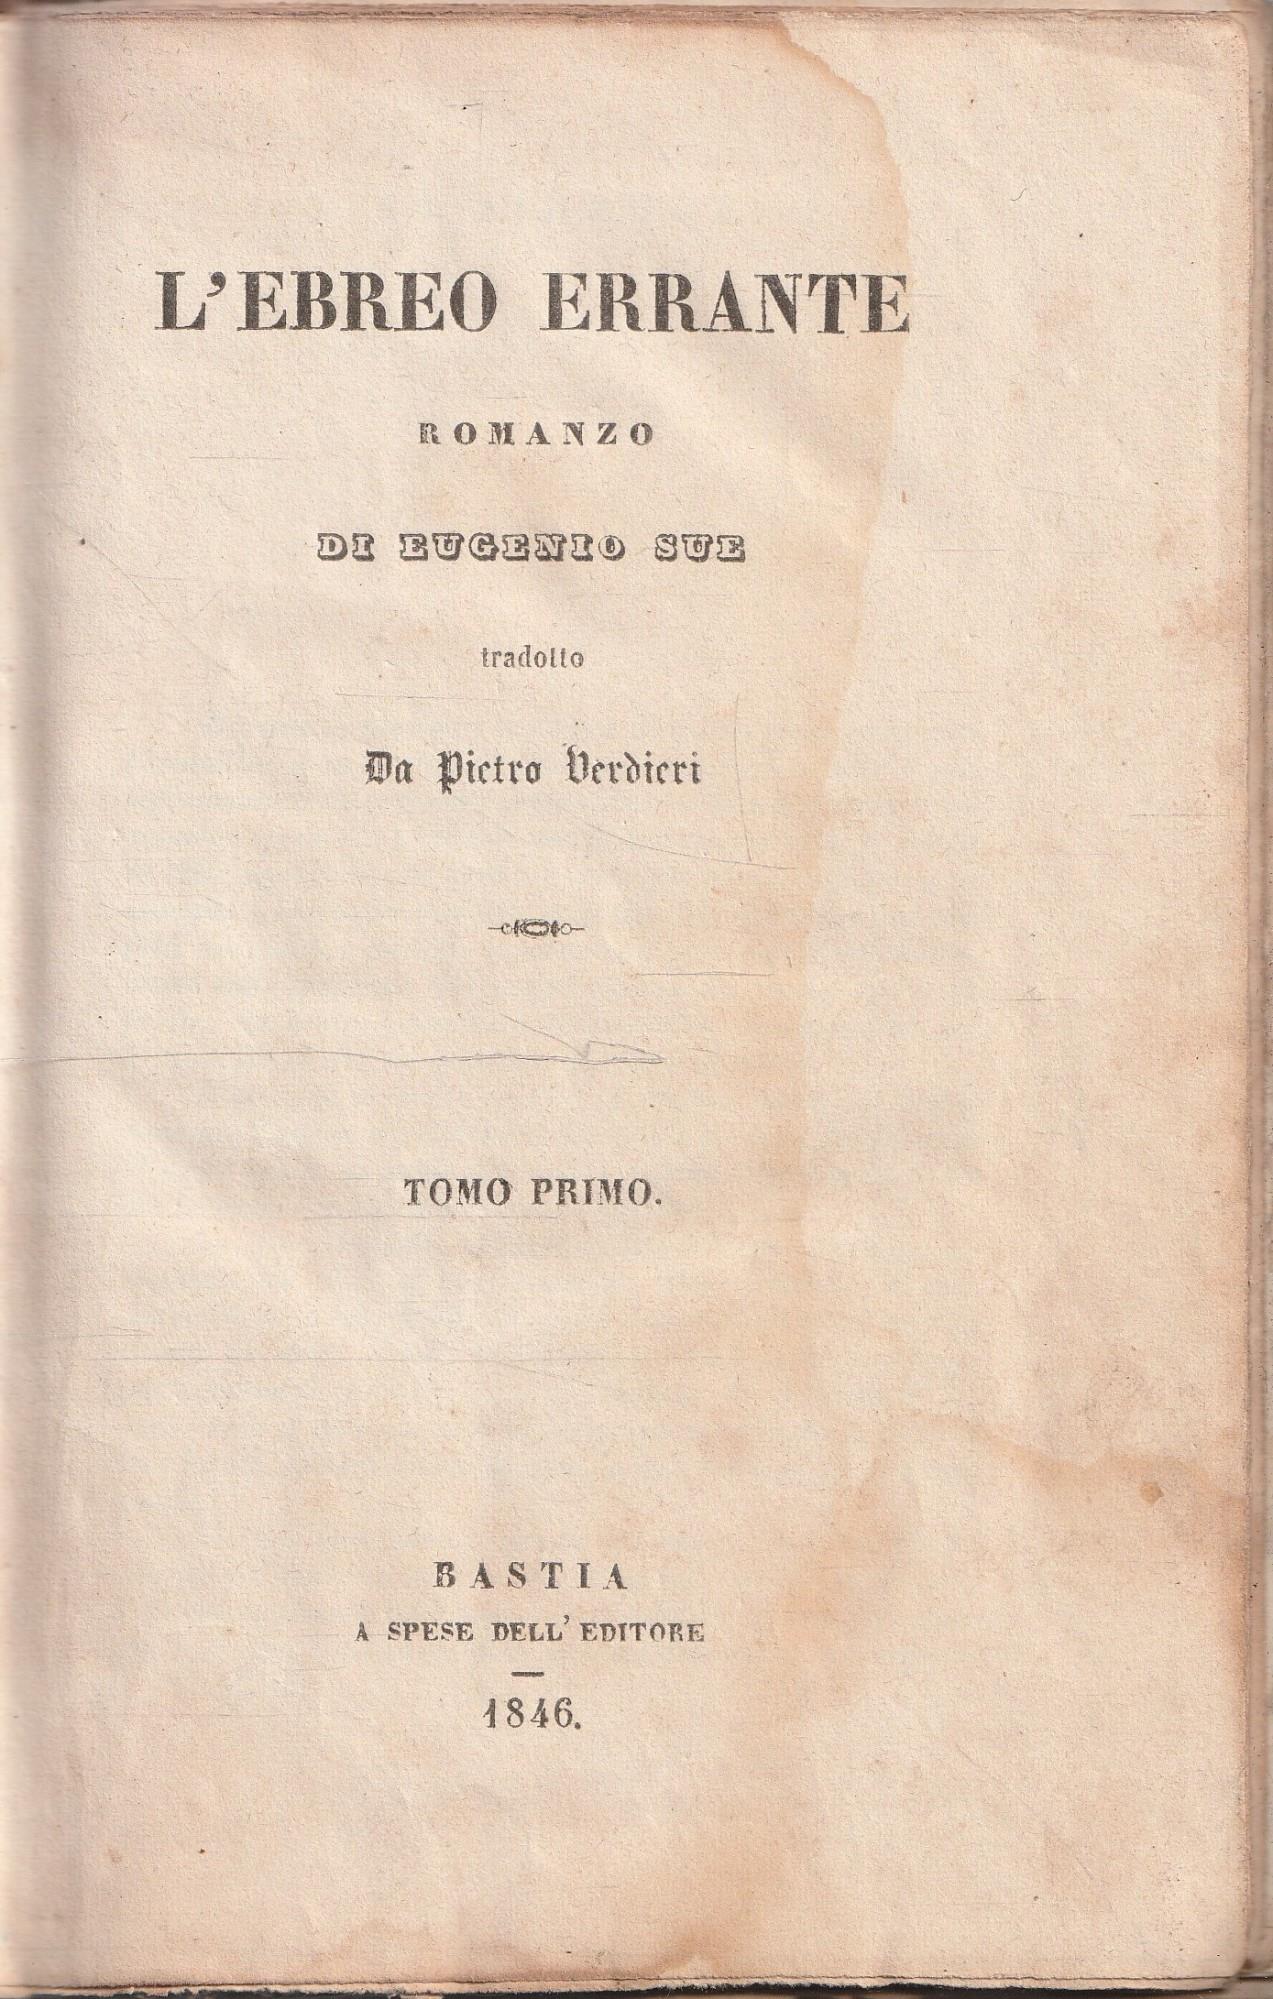 L'EBREO ERRANTE
ROMANZO
DI EUGENIO SUE
tradotto
Da Pietro Verdieri
TOMO PRIMO.
BASTIA
A SPESE DELL' EDITORE
1846.